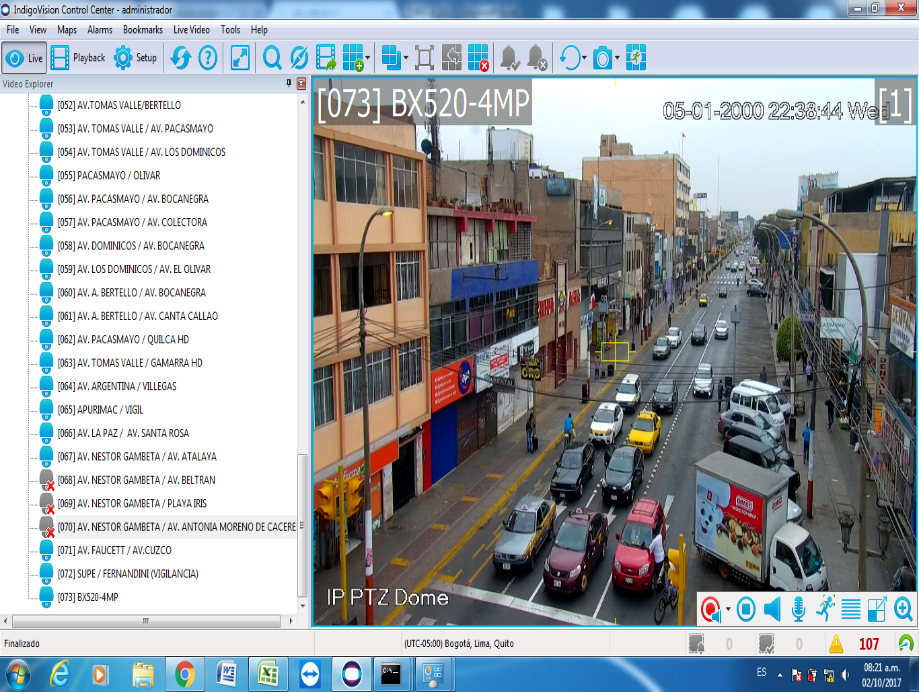 IndigoVision Control Center - administrador
File View Maps Alarms Bookmarks Live Video Tools Help
Live Playback Setup
Video Explorer
[052] AV.TOMAS VALLE/BERTELLO
[053] AV. TOMAS VALLE / AV. PACASMAYO
[054] AV. TOMAS VALLE / AV. LOS DOMINICOS
[055] PACASMAYO / OLIVAR
[056] AV. PACASMAYO / AV. BOCANEGRA
[057] AV. PACASMAYO / AV. COLECTORA
[058] AV. DOMINICOS / AV. BOCANEGRA
[059] AV. LOS DOMINICOS / AV. EL OLIVAR
[060] AV. A. BERTELLO / AV. BOCANEGRA
[061] AV. A. BERTELLO / AV. CANTA CALLAO
[062] AV. PACASMAYO / QUILCA HD
[063] AV. TOMAS VALLE / GAMARRA HD
[064] AV. ARGENTINA / VILLEGAS
[065] APURIMAC / VIGIL
[066] AV. LA PAZ / AV. SANTA ROSA
[067] AV. NESTOR GAMBETA / AV. ATALAYA
[068] AV. NESTOR GAMBETA / AV. BELTRAN
[069] AV. NESTOR GAMBETA / PLAYA IRIS
[070] AV. NESTOR GAMBETA / AV. ANTONIA MORENO DE CACERE
[071] AV. FAUCETT / AV.CUZCO
[072] SUPE / FERNANDINI (VIGILANCIA)
[073] BX520-4MP
[073] BX520-4MP
05-01-2000 22:38:44 Wed
[1]
IP PTZ Dome
Finalizado
(UTC-05:00) Bogotá, Lima, Quito
0
0
107
ES
08:21 a.m.
02/10/2017